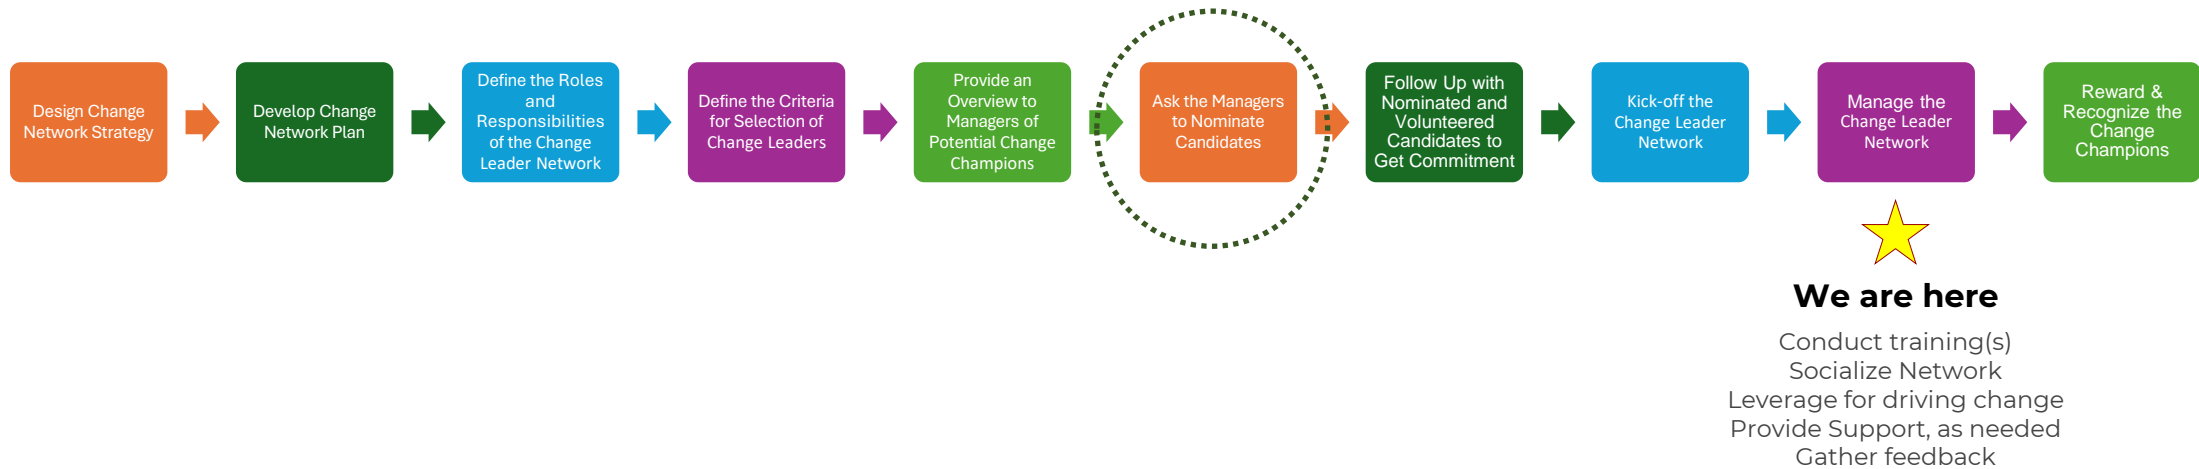 Design Change
Network Strategy
Develop Change
Network Plan
Define the Roles
and
Responsibilities
of the Change
Leader Network
Define the Criteria
for Selection of
Change Leaders
Provide an
Overview to
Managers of
Potential Change
Champions
Ask the Managers
to Nominate
Candidates
Follow Up with
Nominated and
Volunteered
Candidates to
Get Commitment
Kick-off the
Change Leader
Network
Manage the
Change Leader
Network
Reward &
Recognize the
Change
Champions
We are here
Conduct training(s)
Socialize Network
Leverage for driving change
Provide Support, as needed
Gather feedback